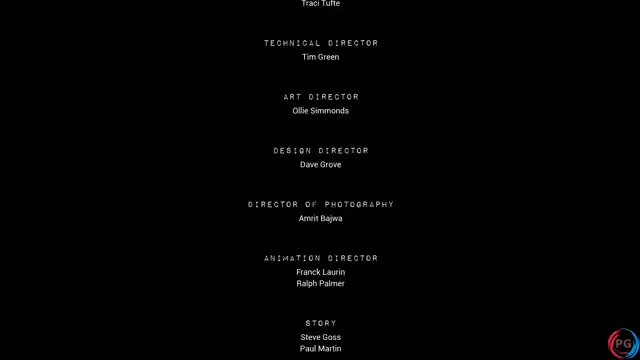 Traci Tufte
TECHNICAL DIRECTOR
Tim Green
ART DIRECTOR
Ollie Simmonds
DESIGN DIRECTOR
Dave Grove
DIRECTOR OF PHOTOGRAPHY
Amrit Bajwa
ANIMATION DIRECTOR
Franck Laurin
Ralph Palmer
STORY
Steve Goss
Paul Martin
PG